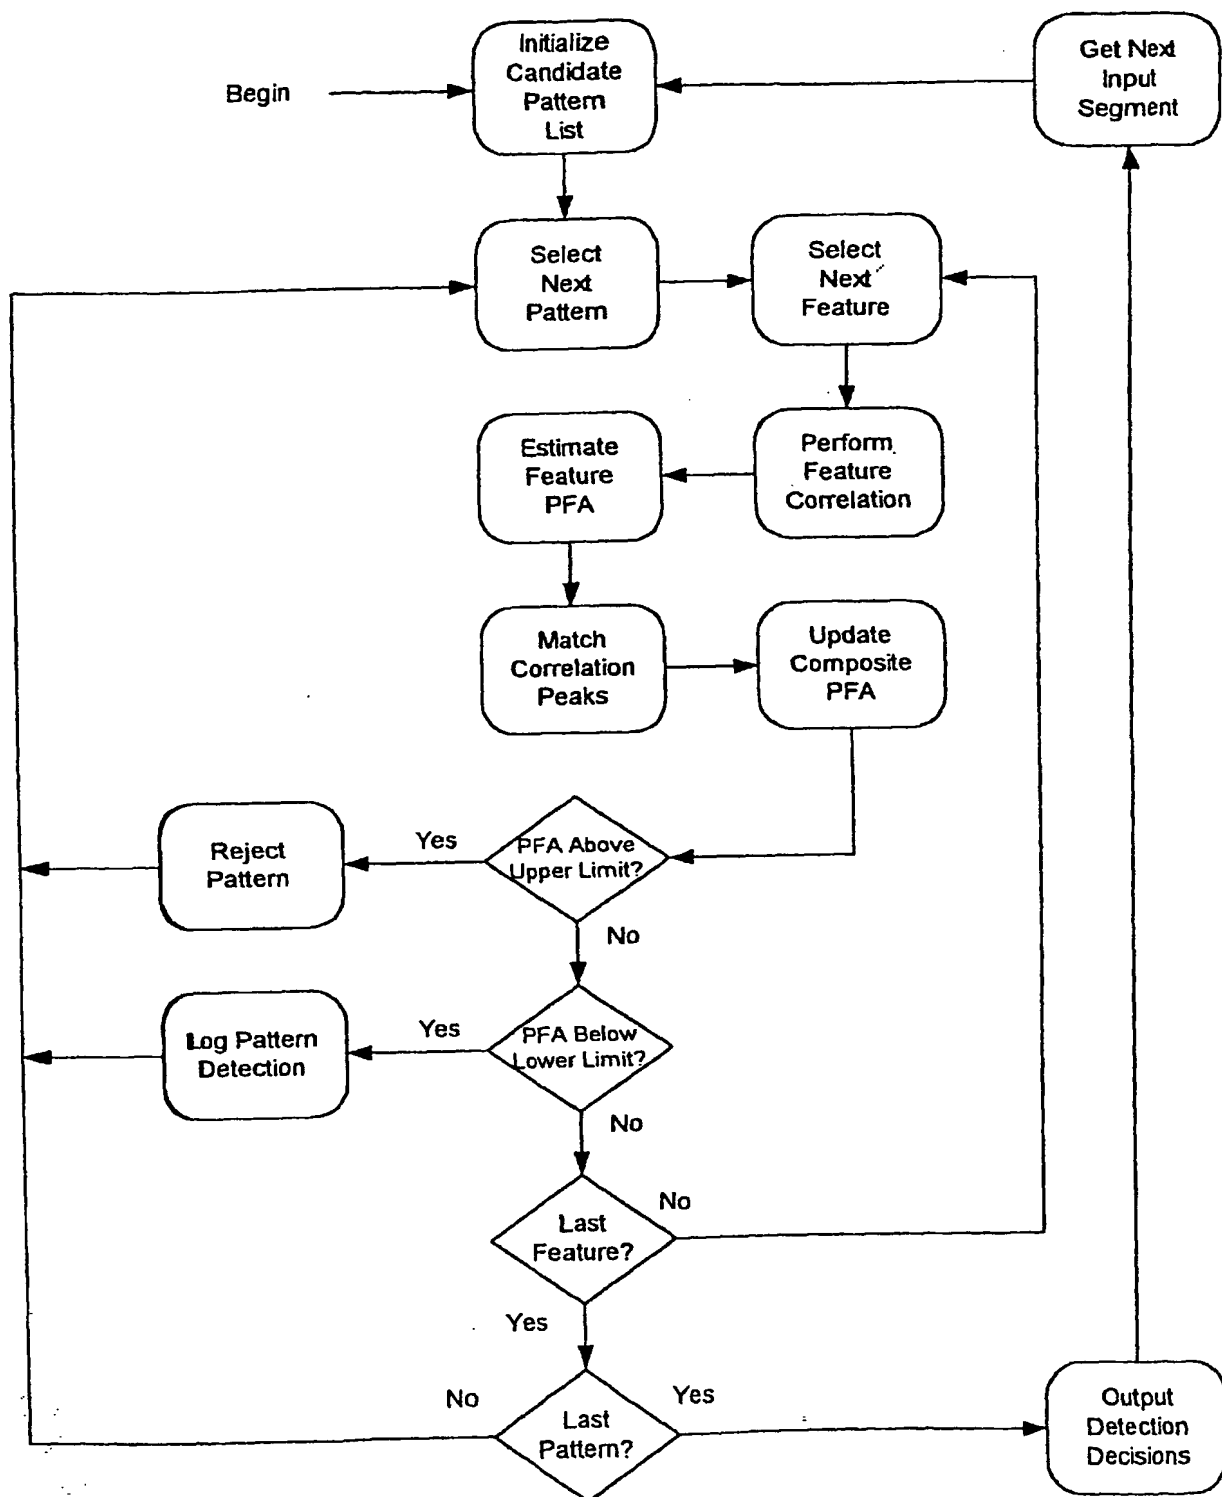 Begin
Initialize
Candidate
Pattern
List
Get Next
Input
Segment
Select
Next
Pattern
Select
Next
Feature
Estimate
Feature
PFA
Perform
Feature
Correlation
Match
Correlation
Peaks
Update
Composite
PFA
Reject
Pattern
Yes
PFA Above
Upper Limit?
No
Log Pattern
Detection
Yes
PFA Below
Lower Limit?
No
Last
Feature?
No
Yes
No
Last
Pattern?
Yes
Output
Detection
Decisions